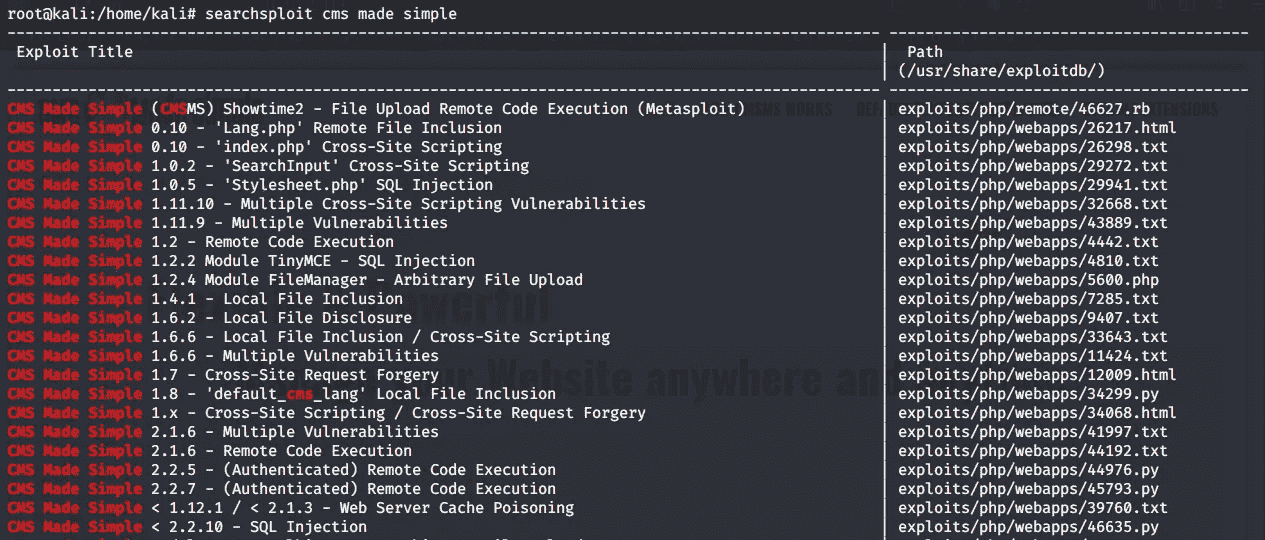 root@kali:/home/kali# searchsploit cms made simple
---------------------------------------------------------------------------------------------- ---------------------------------------
Exploit Title | Path
| (/usr/share/exploitdb/)
---------------------------------------------------------------------------------------------- ---------------------------------------
CMS Made Simple (CMSMS) Showtime2 - File Upload Remote Code Execution (Metasploit) | exploits/php/remote/46627.rb
CMS Made Simple 0.10 - 'Lang.php' Remote File Inclusion | exploits/php/webapps/26217.html
CMS Made Simple 0.10 - 'index.php' Cross-Site Scripting | exploits/php/webapps/26298.txt
CMS Made Simple 1.0.2 - 'SearchInput' Cross-Site Scripting | exploits/php/webapps/29272.txt
CMS Made Simple 1.0.5 - 'Stylesheet.php' SQL Injection | exploits/php/webapps/29941.txt
CMS Made Simple 1.11.10 - Multiple Cross-Site Scripting Vulnerabilities | exploits/php/webapps/32668.txt
CMS Made Simple 1.11.9 - Multiple Vulnerabilities | exploits/php/webapps/43889.txt
CMS Made Simple 1.2 - Remote Code Execution | exploits/php/webapps/4442.txt
CMS Made Simple 1.2.2 Module TinyMCE - SQL Injection | exploits/php/webapps/4810.txt
CMS Made Simple 1.2.4 Module FileManager - Arbitrary File Upload | exploits/php/webapps/5600.php
CMS Made Simple 1.4.1 - Local File Inclusion | exploits/php/webapps/7285.txt
CMS Made Simple 1.6.2 - Local File Disclosure | exploits/php/webapps/9407.txt
CMS Made Simple 1.6.6 - Local File Inclusion / Cross-Site Scripting | exploits/php/webapps/33643.txt
CMS Made Simple 1.6.6 - Multiple Vulnerabilities | exploits/php/webapps/11424.txt
CMS Made Simple 1.7 - Cross-Site Request Forgery | exploits/php/webapps/12009.html
CMS Made Simple 1.8 - 'default_cms_lang' Local File Inclusion | exploits/php/webapps/34299.py
CMS Made Simple 1.x - Cross-Site Scripting / Cross-Site Request Forgery | exploits/php/webapps/34068.html
CMS Made Simple 2.1.6 - Multiple Vulnerabilities | exploits/php/webapps/41997.txt
CMS Made Simple 2.1.6 - Remote Code Execution | exploits/php/webapps/44192.txt
CMS Made Simple 2.2.5 - (Authenticated) Remote Code Execution | exploits/php/webapps/44976.py
CMS Made Simple 2.2.7 - (Authenticated) Remote Code Execution | exploits/php/webapps/45793.py
CMS Made Simple < 1.12.1 / < 2.1.3 - Web Server Cache Poisoning | exploits/php/webapps/39760.txt
CMS Made Simple < 2.2.10 - SQL Injection | exploits/php/webapps/46635.py